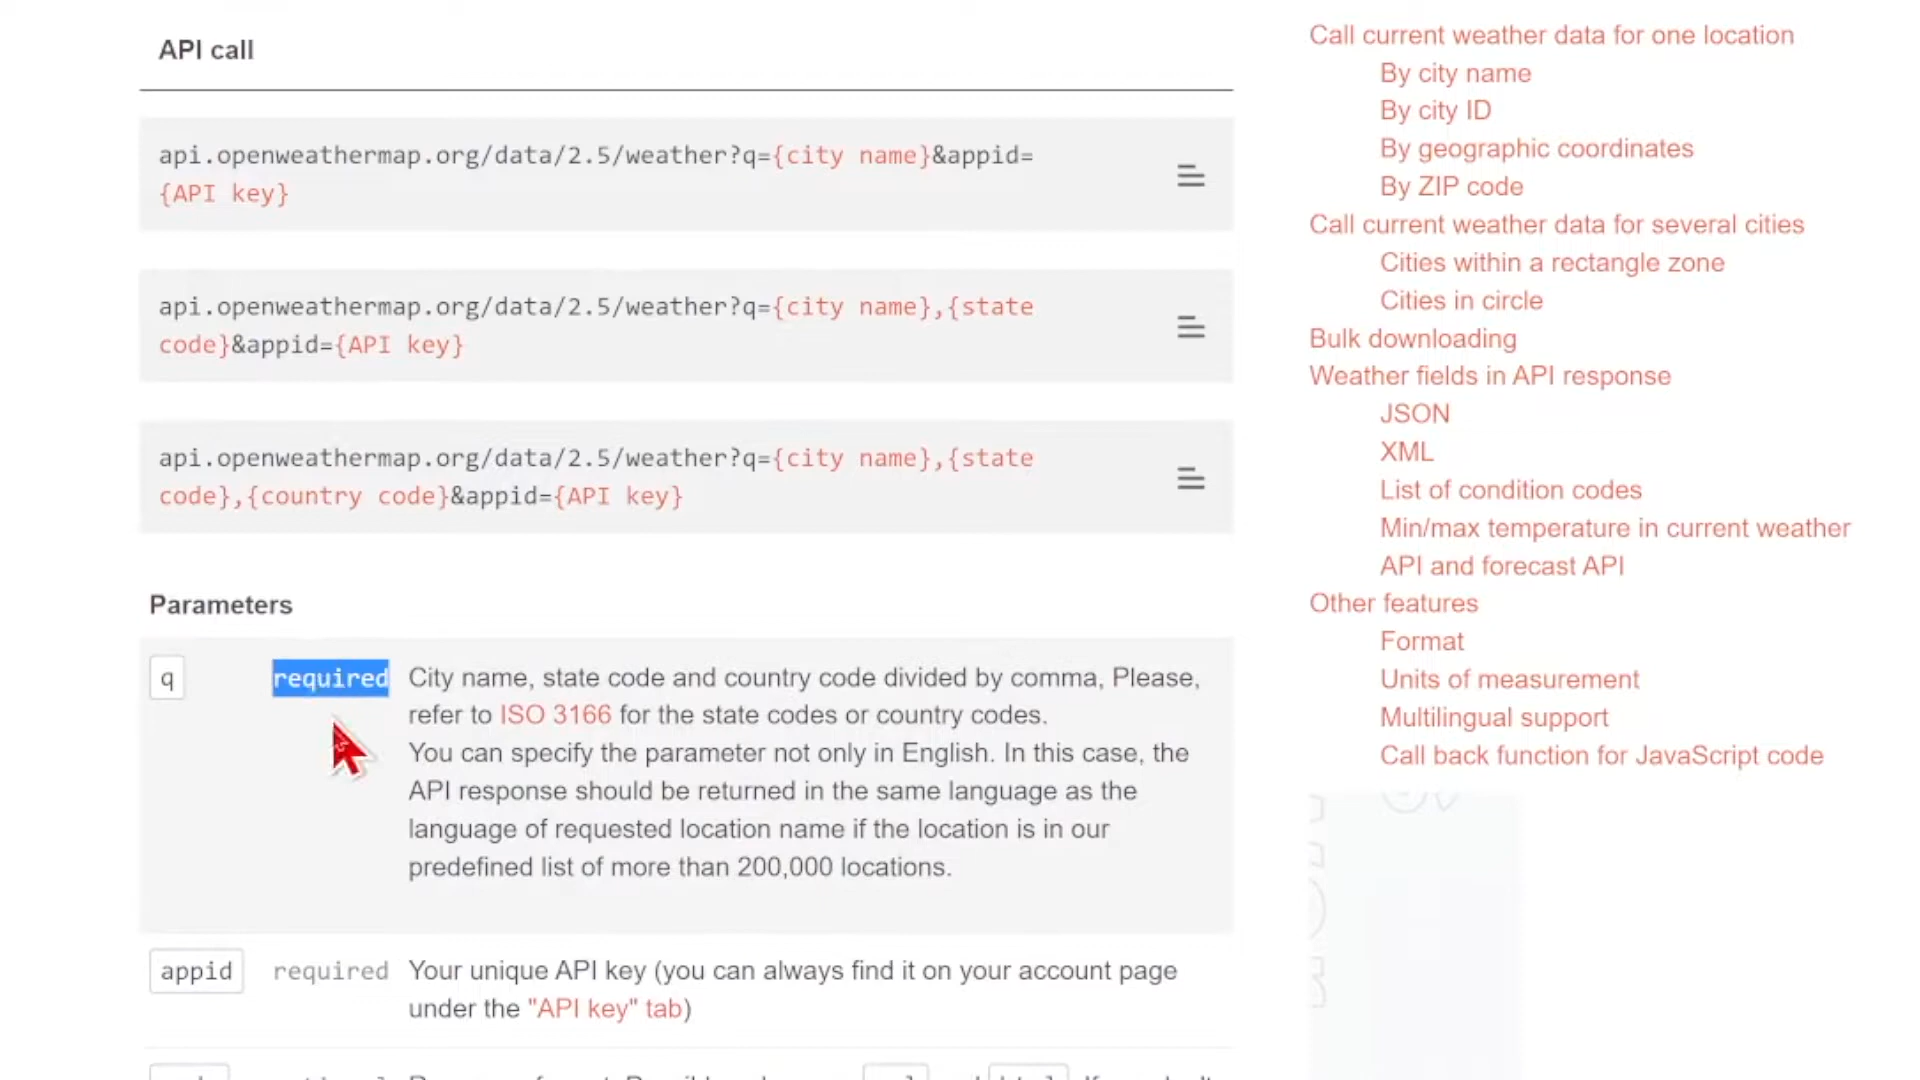 API call
api.openweathermap.org/data/2.5/weather?q={city name}&appid=
{API key}
api.openweathermap.org/data/2.5/weather?q={city name},{state
code}&appid={API key}
api.openweathermap.org/data/2.5/weather?q={city name},{state
code},{country code}&appid={API key}
Parameters
q required City name, state code and country code divided by comma, Please,
refer to ISO 3166 for the state codes or country codes.
You can specify the parameter not only in English. In this case, the
API response should be returned in the same language as the
language of requested location name if the location is in our
predefined list of more than 200,000 locations.
appid required Your unique API key (you can always find it on your account page
under the "API key" tab)
Call current weather data for one location
By city name
By city ID
By geographic coordinates
By ZIP code
Call current weather data for several cities
Cities within a rectangle zone
Cities in circle
Bulk downloading
Weather fields in API response
JSON
XML
List of condition codes
Min/max temperature in current weather
API and forecast API
Other features
Format
Units of measurement
Multilingual support
Call back function for JavaScript code